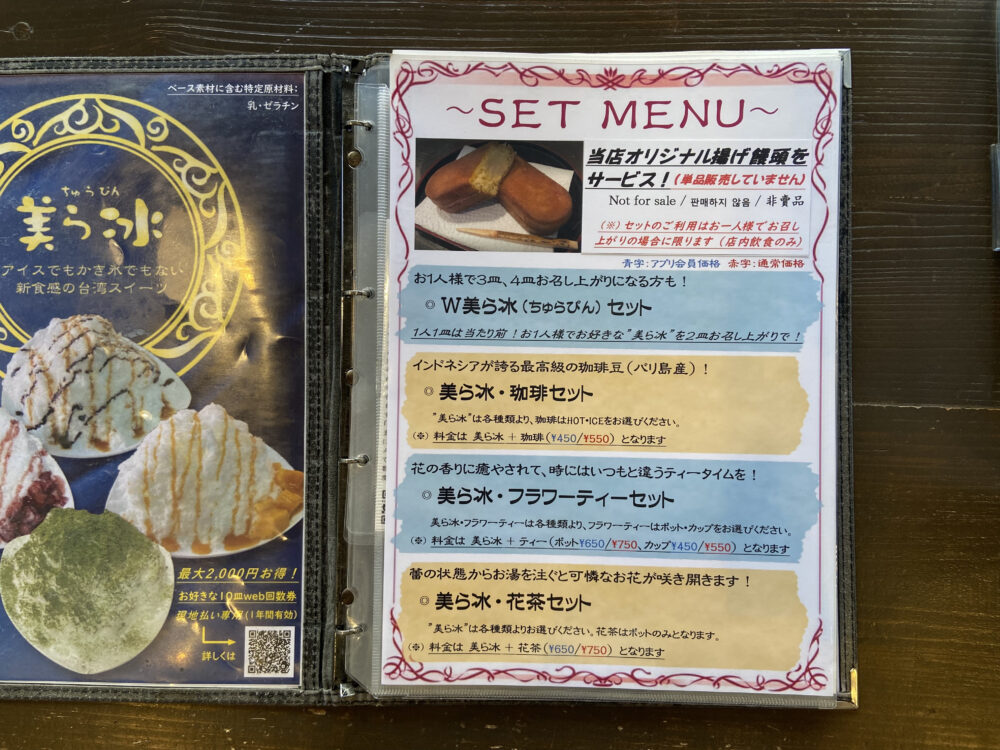 ベース素材に含む特定原材料:
乳・ゼラチン
ちゅらびん
美ら冰
アイスでもかき氷でもない
新食感の台湾スイーツ
最大2,000円お得!
お好きな10皿web回数券
現地払い専用(1年間有効)
詳しくは
~SET MENU~
当店オリジナル揚げ饅頭を
サービス!(単品販売していません)
Not for sale / 판매하지 않음 / 非賣品
(※)セットのご利用はお一人様でお召し
上がりの場合に限ります(店内飲食のみ)
青字:アプリ会員価格 赤字:通常価格
お1人様で3皿、4皿お召し上がりになる方も!
◎ W美ら冰(ちゅらびん)セット
1人1皿は当たり前!お1人様でお好きな"美ら冰"を2皿お召し上がりで!
インドネシアが誇る最高級の珈琲豆(バリ島産)!
◎ 美ら冰・珈琲セット
"美ら冰"は各種類より、珈琲はHOT・ICEをお選びください。
(※) 料金は 美ら冰 + 珈琲(¥450/¥550) となります
花の香りに癒やされて、時にはいつもと違うティータイムを!
◎ 美ら冰・フラワーティーセット
美ら冰・フラワーティーは各種類より、フラワーティーはポット・カップをお選びください。
(※) 料金は 美ら冰 + ティー(ポット¥650/¥750、カップ¥450/¥550) となります
蕾の状態からお湯を注ぐと可憐なお花が咲き開きます!
◎ 美ら冰・花茶セット
"美ら冰"は各種類よりお選びください。花茶はポットのみとなります。
(※) 料金は 美ら冰 + 花茶(¥650/¥750) となります